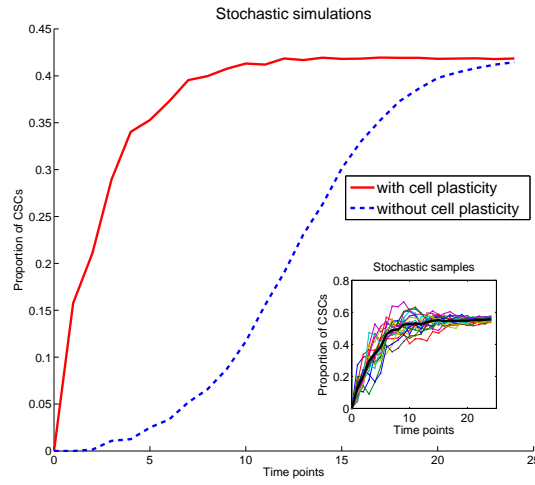 Stochastic simulations
Proportion of CSCs
0.45
0.4
0.35
0.3
0.25
0.2
0.15
0.1
0.05
0
0 5 10 15 20 25
Time points
with cell plasticity
without cell plasticity
Stochastic samples
Proportion of CSCs
0.8
0.6
0.4
0.2
0
0 10 20
Time points